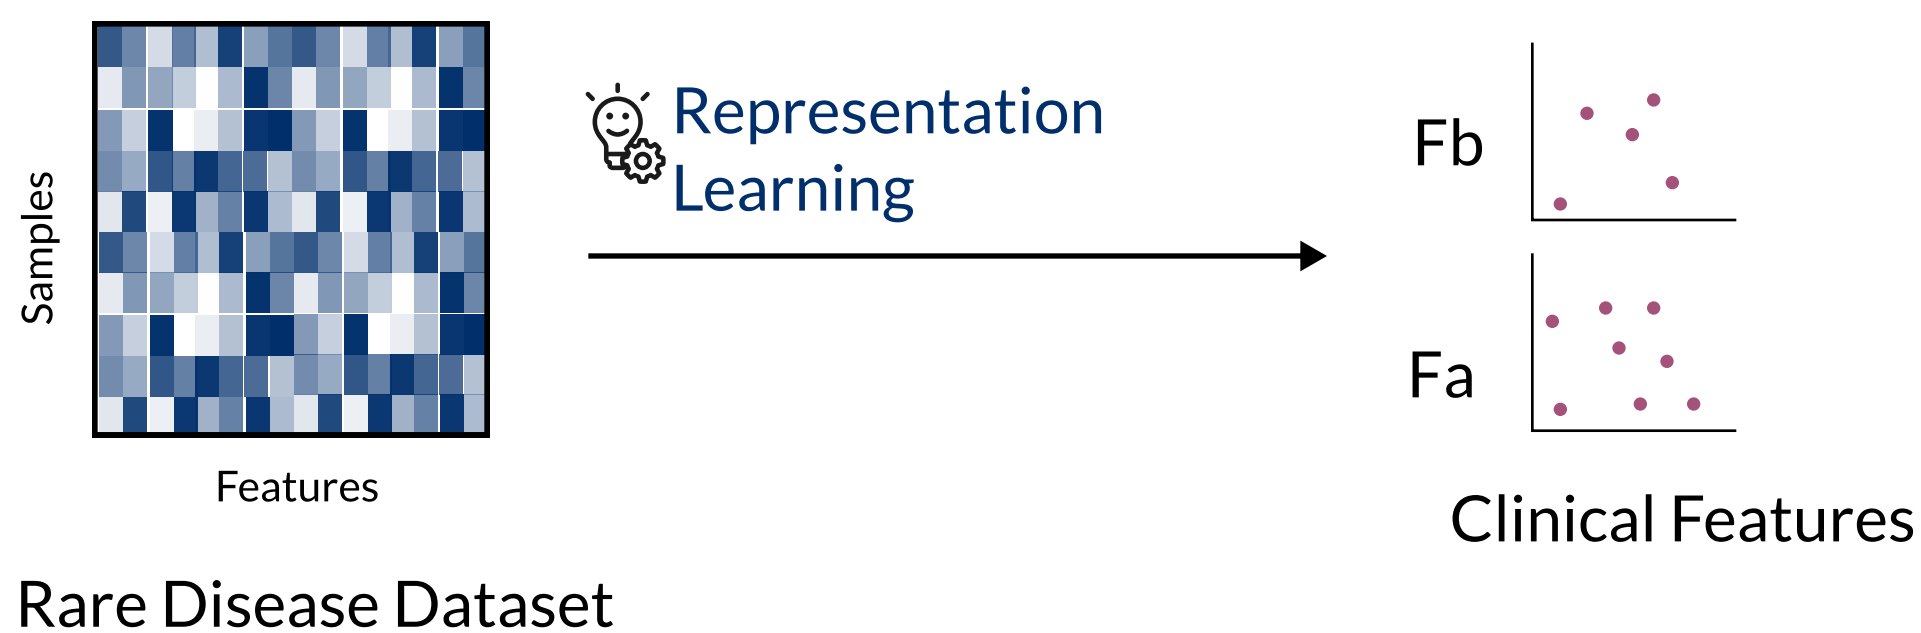 Samples
Features
Rare Disease Dataset
Representation
Learning
Fb
Fa
Clinical Features